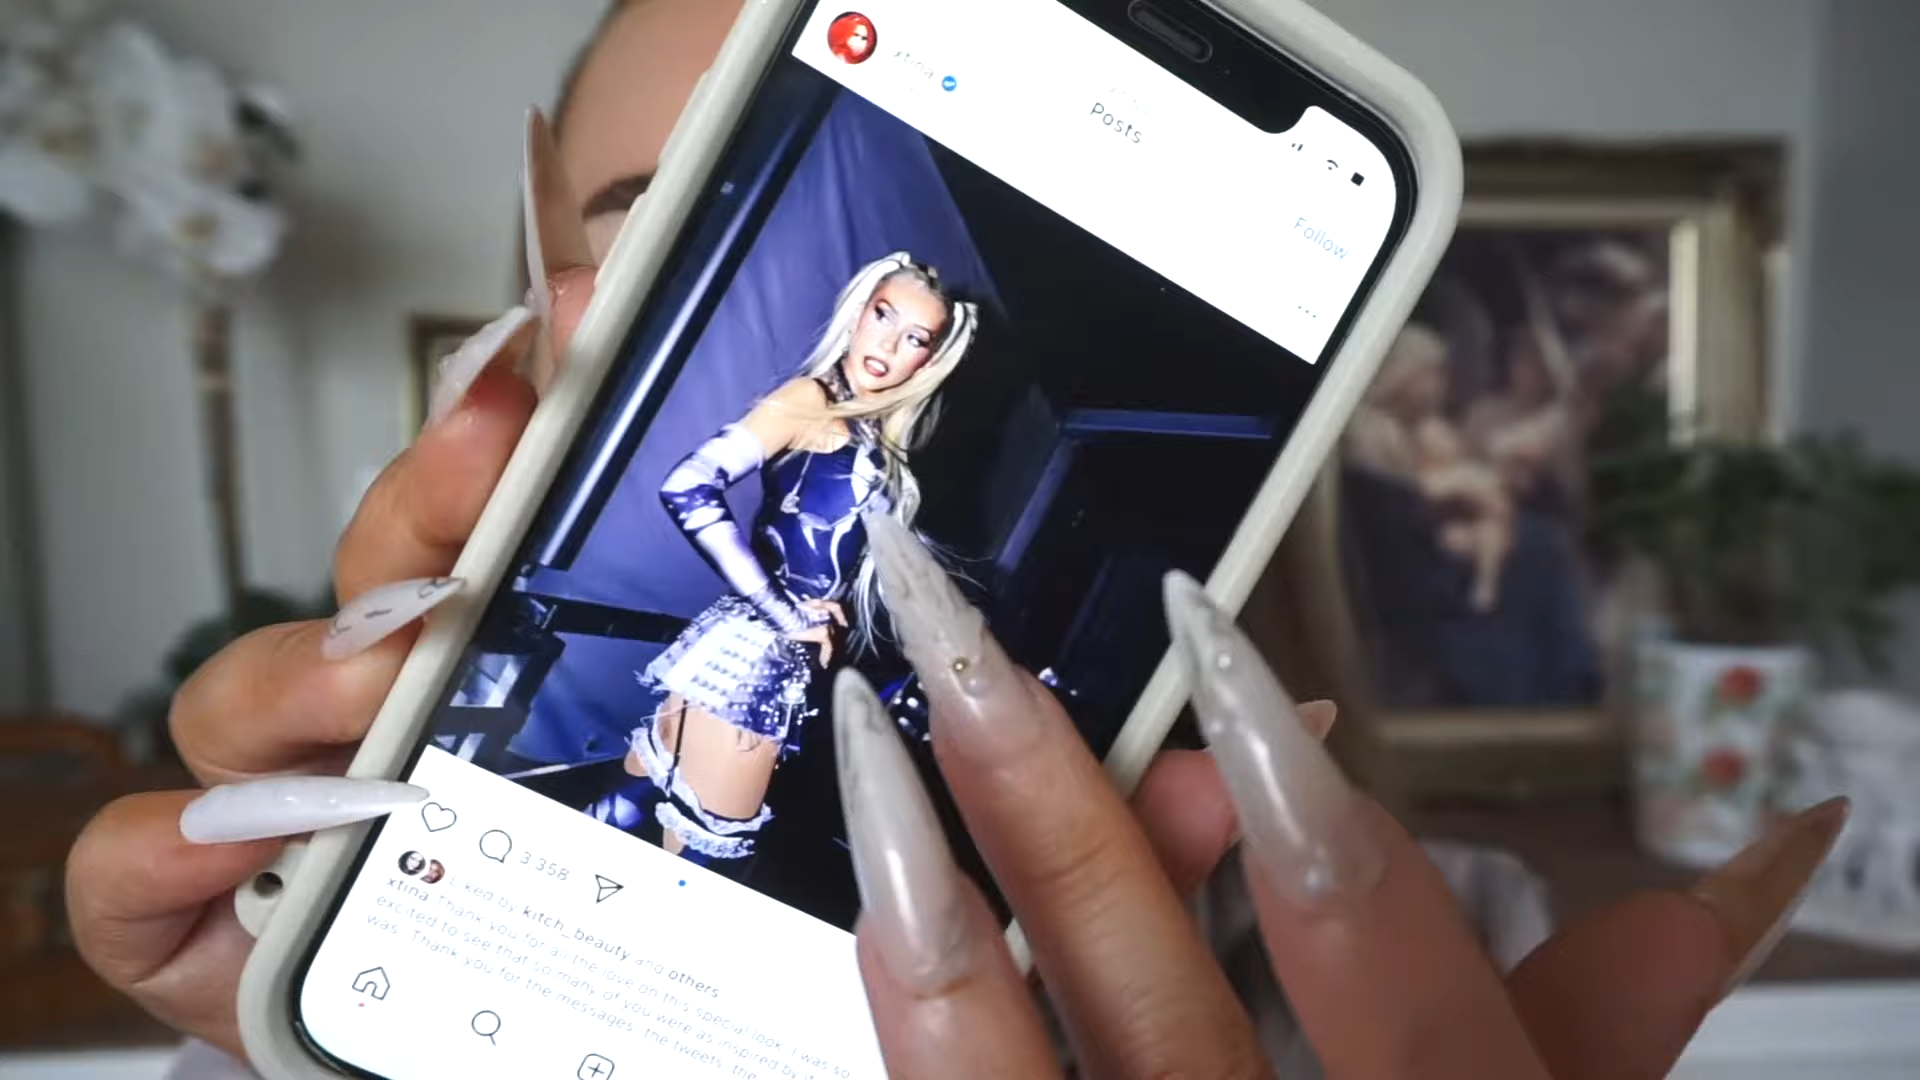 xtina
Posts
Follow
...
3,358
Liked by kitch_beauty and others
xtina Thank you for all the love on this special look. I was so
excited to see that so many of you were as inspired by it
was. Thank you for the messages, the tweets, the